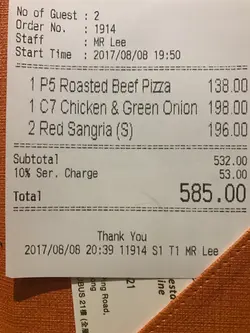 No of Guest : 2
Order No. : 1914
Staff : MR Lee
Start Time : 2017/08/08 19:50
1 P5 Roasted Beef Pizza 138.00
1 C7 Chicken & Green Onion 198.00
2 Red Sangria (S) 196.00
Subtotal 532.00
10% Ser. Charge 53.00
Total 585.00
Thank You
2017/08/08 20:39 11914 S1 T1 MR Lee
ng Road,
21